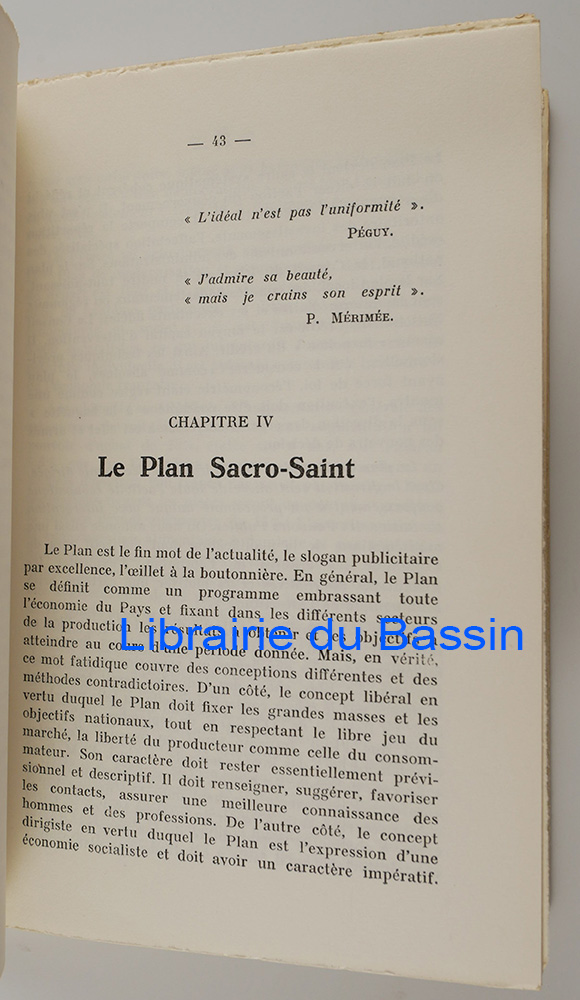 — 43 —
« L'idéal n'est pas l'uniformité ».
PÉGUY.
« J'admire sa beauté,
« mais je crains son esprit ».
P. MÉRIMÉE.
CHAPITRE IV
Le Plan Sacro-Saint
Le Plan est le fin mot de l'actualité, le slogan publicitaire
par excellence, l'œillet à la boutonnière. En général, le Plan
se définit comme un programme embrassant toute
l'économie du Pays et fixant dans les différents secteurs
de la production les résultats à obtenir et les objectifs à
Librairie du Bassin
atteindre au cours d'une période donnée. Mais, en vérité,
ce mot fatidique couvre des conceptions différentes et des
méthodes contradictoires. D'un côté, le concept libéral en
vertu duquel le Plan doit fixer les grandes masses et les
objectifs nationaux, tout en respectant le libre jeu du
marché, la liberté du producteur comme celle du consom-
mateur. Son caractère doit rester essentiellement prévi-
sionnel et descriptif. Il doit renseigner, suggérer, favoriser
les contacts, assurer une meilleure connaissance des
hommes et des professions. De l'autre côté, le concept
dirigiste en vertu duquel le Plan est l'expression d'une
économie socialiste et doit avoir un caractère impératif.